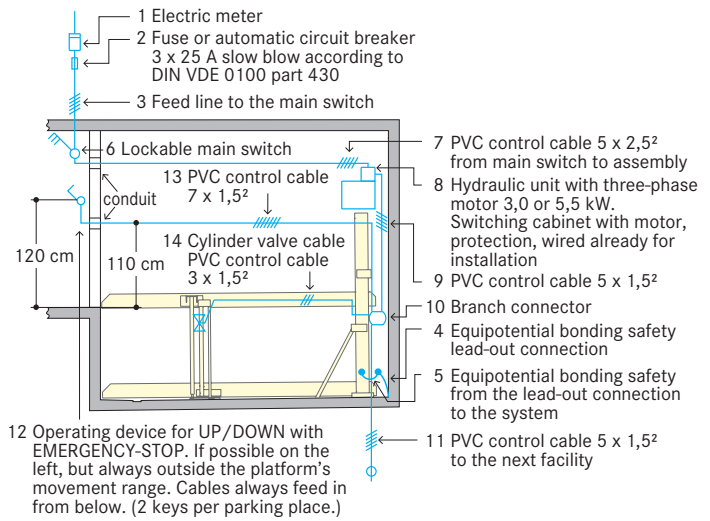 1 Electric meter
2 Fuse or automatic circuit breaker
3 x 25 A slow blow according to
DIN VDE 0100 part 430
3 Feed line to the main switch
6 Lockable main switch
13 PVC control cable
7 x 1,5²
conduit
14 Cylinder valve cable
PVC control cable
3 x 1,5²
120 cm
110 cm
7 PVC control cable 5 x 2,5²
from main switch to assembly
8 Hydraulic unit with three-phase
motor 3,0 or 5,5 kW.
Switching cabinet with motor,
protection, wired already for
installation
9 PVC control cable 5 x 1,5²
10 Branch connector
4 Equipotential bonding safety
lead-out connection
5 Equipotential bonding safety
from the lead-out connection
to the system
11 PVC control cable 5 x 1,5²
to the next facility
12 Operating device for UP/DOWN with
EMERGENCY-STOP. If possible on the
left, but always outside the platform's
movement range. Cables always feed in
from below. (2 keys per parking place.)